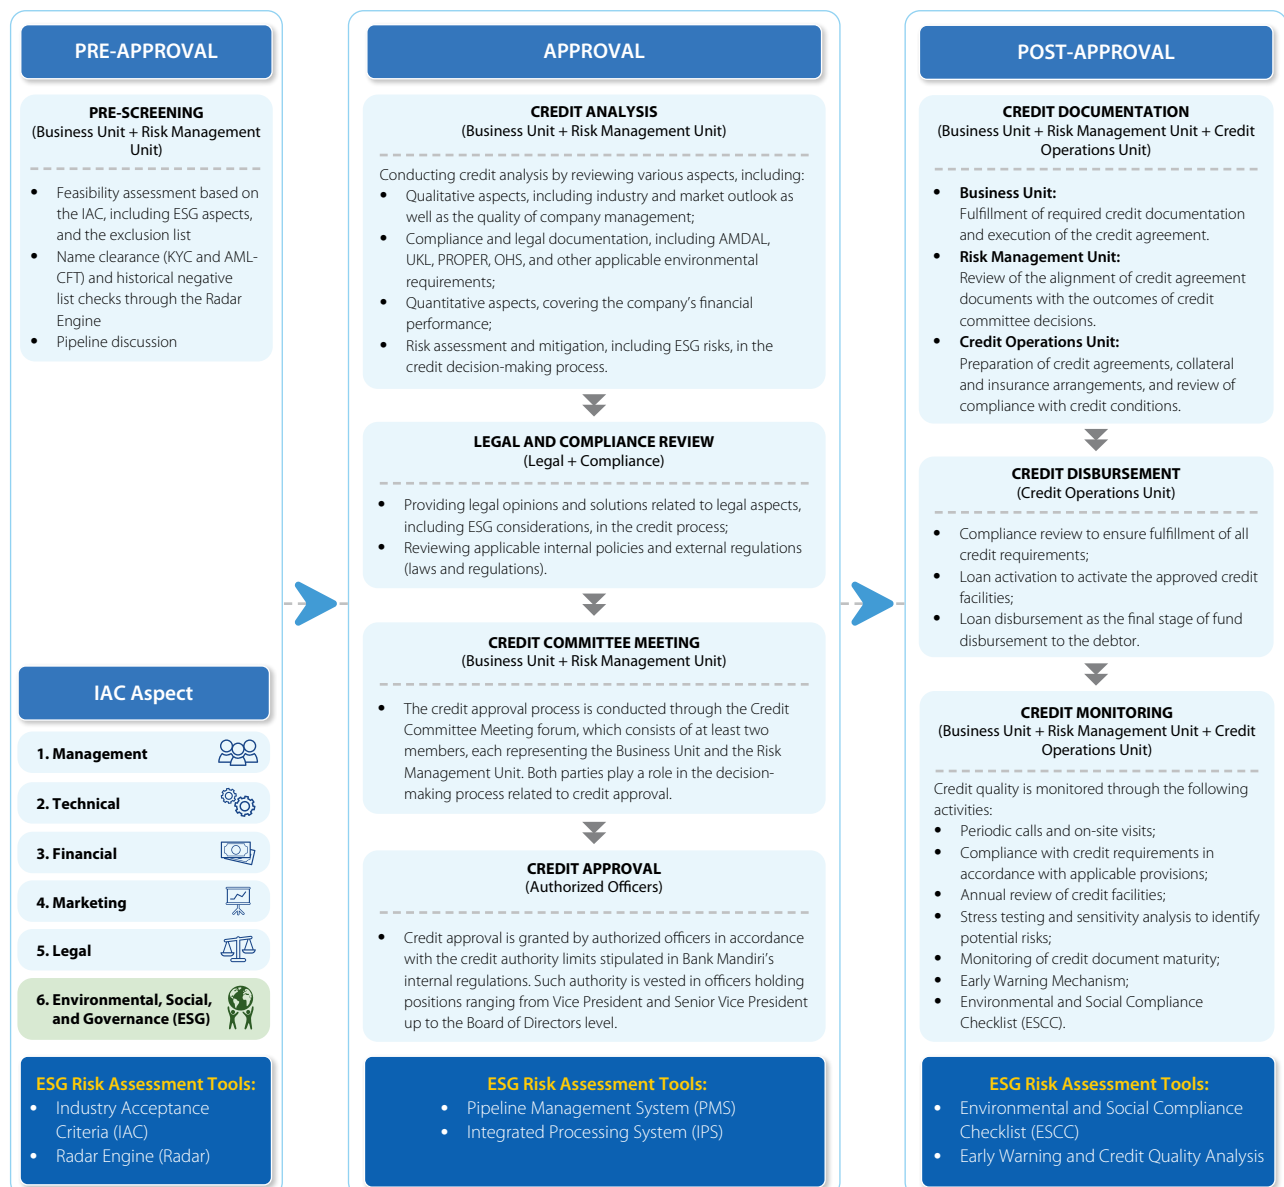 PRE-APPROVAL
PRE-SCREENING
(Business Unit + Risk Management
Unit)
• Feasibility assessment based on
the IAC, including ESG aspects,
and the exclusion list
• Name clearance (KYC and AML-
CFT) and historical negative
list checks through the Radar
Engine
• Pipeline discussion
IAC Aspect
1. Management
2. Technical
3. Financial
4. Marketing
5. Legal
6. Environmental, Social,
and Governance (ESG)
ESG Risk Assessment Tools:
• Industry Acceptance
Criteria (IAC)
• Radar Engine (Radar)
APPROVAL
CREDIT ANALYSIS
(Business Unit + Risk Management Unit)
Conducting credit analysis by reviewing various aspects, including:
• Qualitative aspects, including industry and market outlook as
well as the quality of company management;
• Compliance and legal documentation, including AMDAL,
UKL, PROPER, OHS, and other applicable environmental
requirements;
• Quantitative aspects, covering the company’s financial
performance;
• Risk assessment and mitigation, including ESG risks, in the
credit decision-making process.
LEGAL AND COMPLIANCE REVIEW
(Legal + Compliance)
• Providing legal opinions and solutions related to legal aspects,
including ESG considerations, in the credit process;
• Reviewing applicable internal policies and external regulations
(laws and regulations).
CREDIT COMMITTEE MEETING
(Business Unit + Risk Management Unit)
• The credit approval process is conducted through the Credit
Committee Meeting forum, which consists of at least two
members, each representing the Business Unit and the Risk
Management Unit. Both parties play a role in the decision-
making process related to credit approval.
CREDIT APPROVAL
(Authorized Officers)
• Credit approval is granted by authorized officers in accordance
with the credit authority limits stipulated in Bank Mandiri’s
internal regulations. Such authority is vested in officers holding
positions ranging from Vice President and Senior Vice President
up to the Board of Directors level.
ESG Risk Assessment Tools:
• Pipeline Management System (PMS)
• Integrated Processing System (IPS)
POST-APPROVAL
CREDIT DOCUMENTATION
(Business Unit + Risk Management Unit + Credit
Operations Unit)
• Business Unit:
Fulfillment of required credit documentation
and execution of the credit agreement.
• Risk Management Unit:
Review of the alignment of credit agreement
documents with the outcomes of credit
committee decisions.
• Credit Operations Unit:
Preparation of credit agreements, collateral
and insurance arrangements, and review of
compliance with credit conditions.
CREDIT DISBURSEMENT
(Credit Operations Unit)
• Compliance review to ensure fulfillment of all
credit requirements;
• Loan activation to activate the approved credit
facilities;
• Loan disbursement as the final stage of fund
disbursement to the debtor.
CREDIT MONITORING
(Business Unit + Risk Management Unit + Credit
Operations Unit)
Credit quality is monitored through the following
activities:
• Periodic calls and on-site visits;
• Compliance with credit requirements in
accordance with applicable provisions;
• Annual review of credit facilities;
• Stress testing and sensitivity analysis to identify
potential risks;
• Monitoring of credit document maturity;
• Early Warning Mechanism;
• Environmental and Social Compliance
Checklist (ESCC).
ESG Risk Assessment Tools:
• Environmental and Social Compliance
Checklist (ESCC)
• Early Warning and Credit Quality Analysis